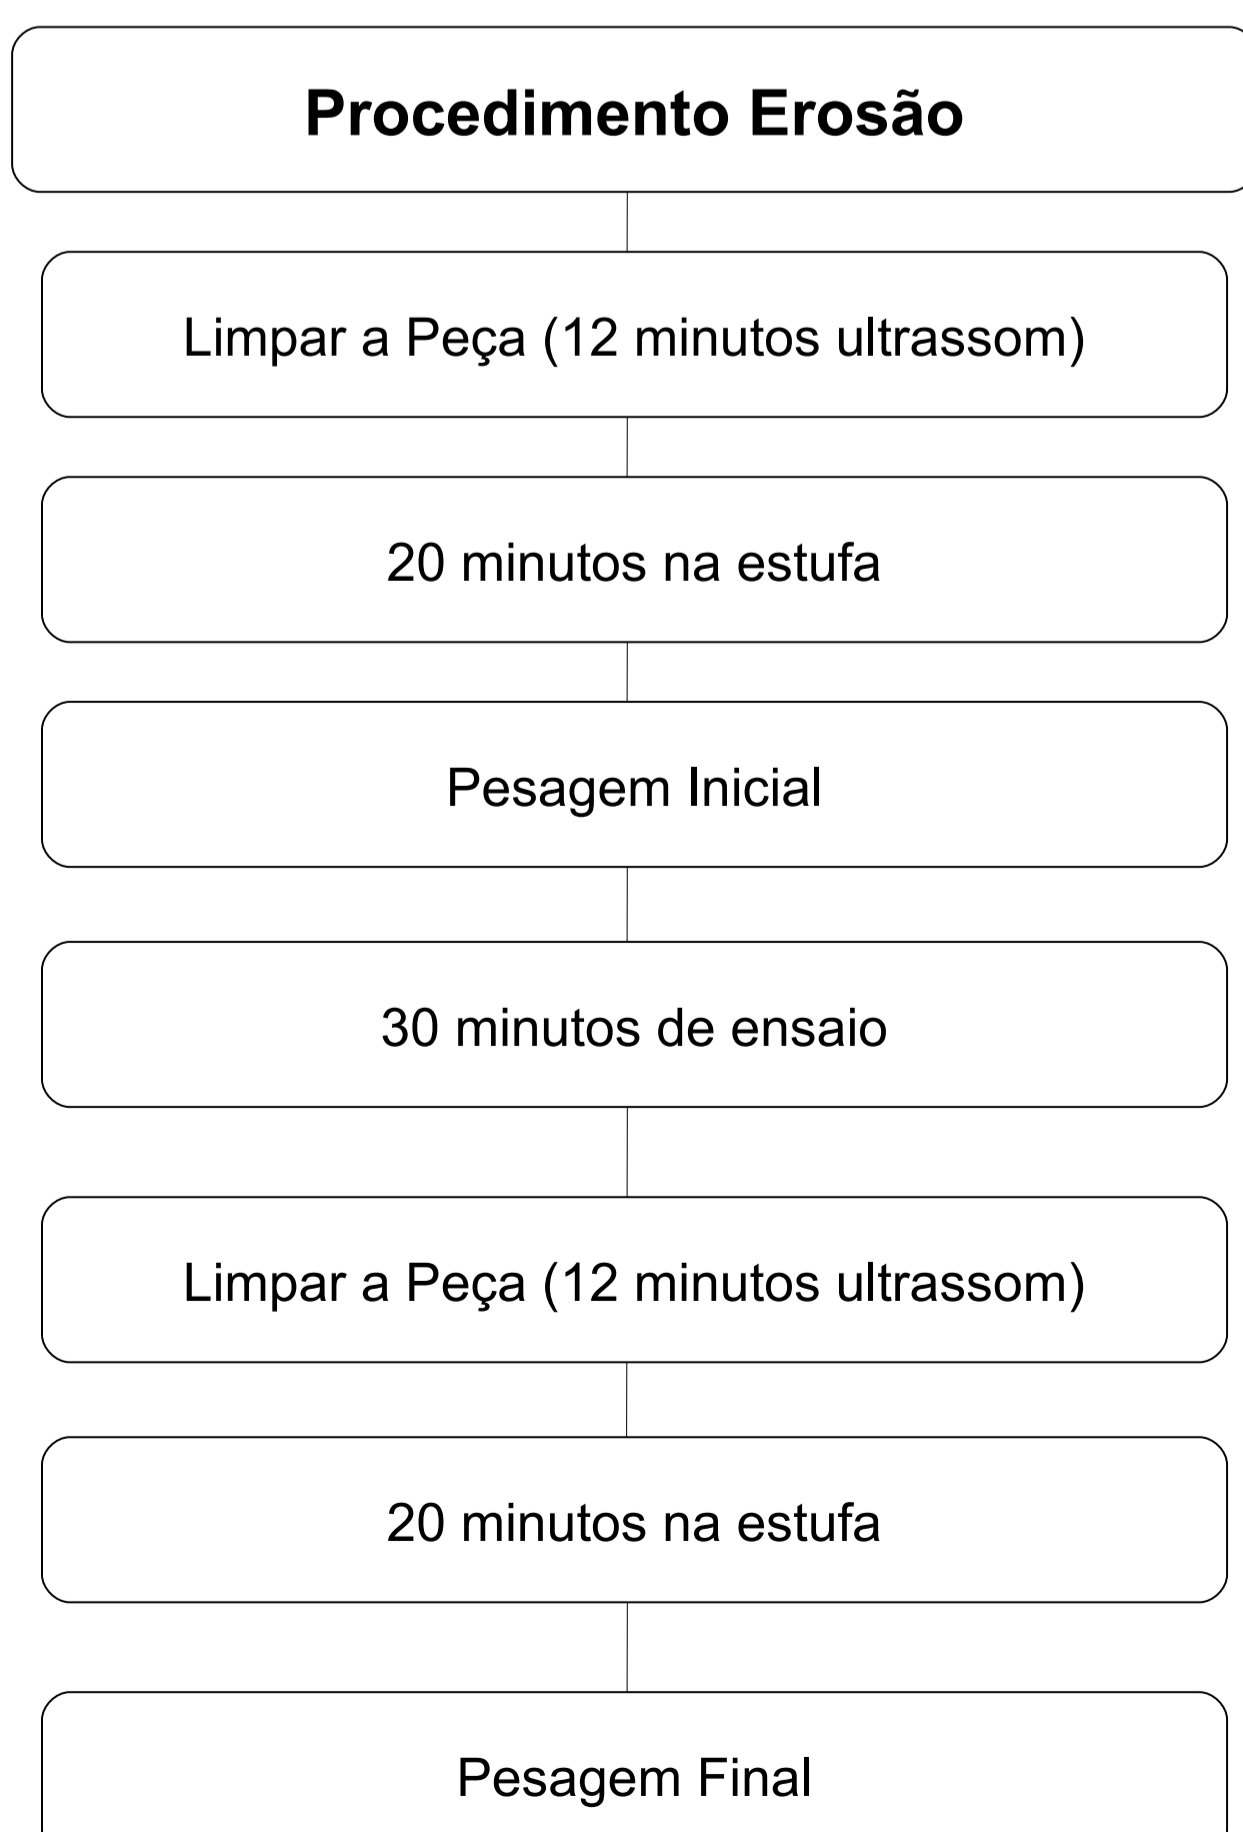 Procedimento Erosão
Limpar a Peça (12 minutos ultrassom)
20 minutos na estufa
Pesagem Inicial
30 minutos de ensaio
Limpar a Peça (12 minutos ultrassom)
20 minutos na estufa
Pesagem Final